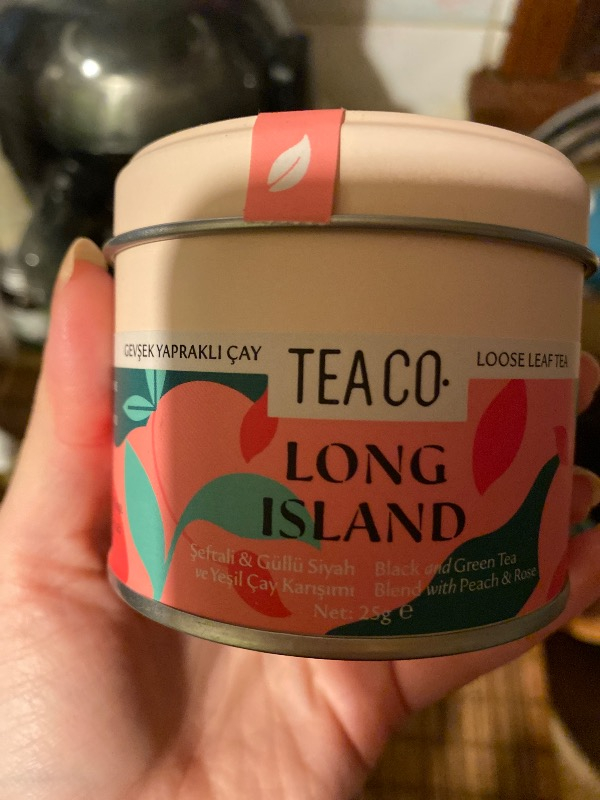 GEVŞEK YAPRAKLI ÇAY
TEA CO.
LOOSE LEAF TEA
LONG
ISLAND
Şeftali & Güllü Siyah
ve Yeşil Çay Karışımı
Black and Green Tea
Blend with Peach & Rose
Net: 25g ℮